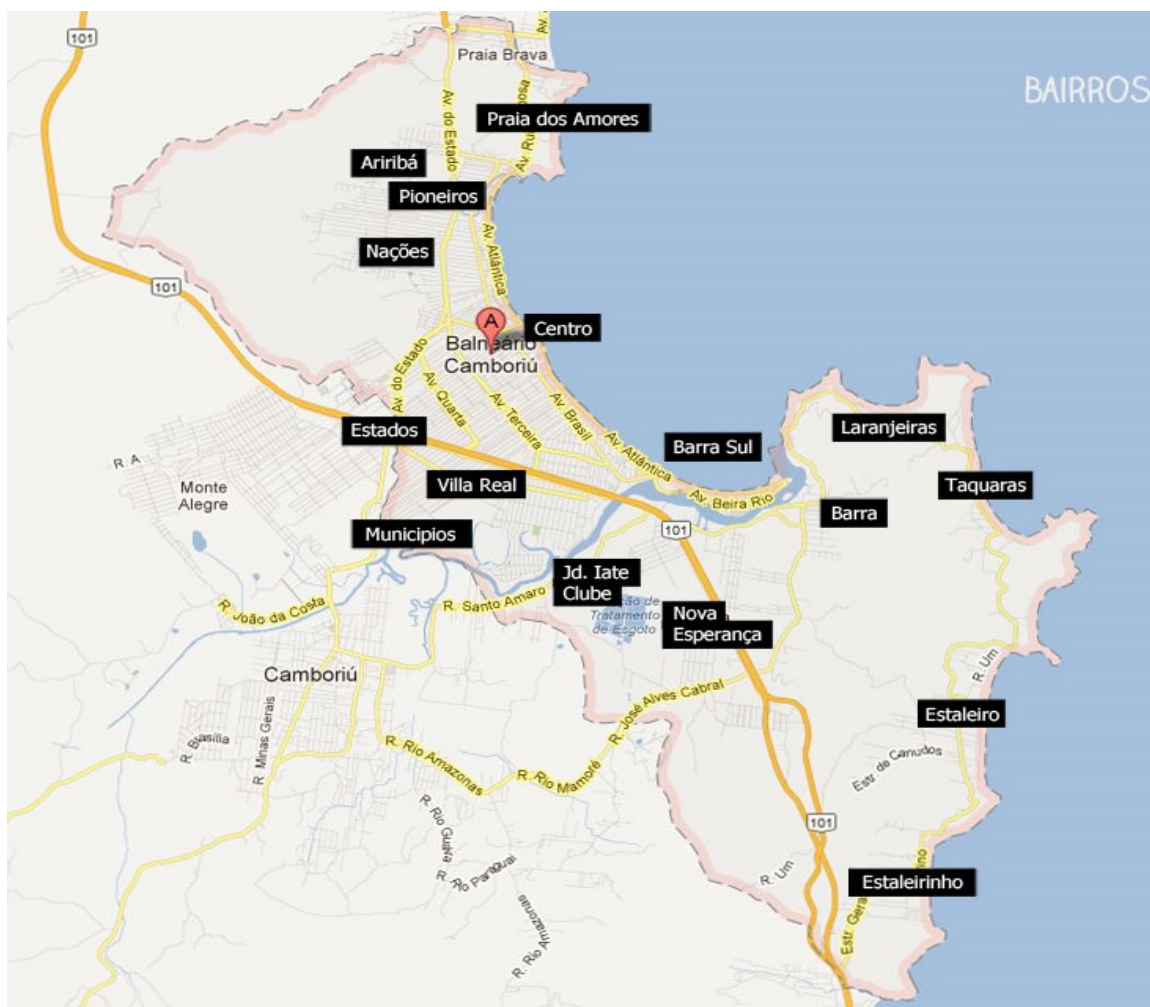 101
Praia Brava
BAIRROS
Praia dos Amores
Av. do Estado
Ariribá
Pioneiros
Nações
Av. Atlântica
101
A
Centro
Balneário
Camboriú
Av. do Estado
Av. Quarta
Av. Terceira
Av. Brasil
Av. Atlântica
Estados
Laranjeiras
Barra Sul
R. A
Monte
Alegre
Villa Real
Taquaras
Av. Beira Rio
Barra
101
Municipios
Jd. Iate
Clube
R. Santo Amaro
R. João da Costa
Tratamento
de Esgoto
Nova
Esperança
Camboriú
R. Um
R. José Alves Cabral
Estaleiro
R. Brasília
R. Minas Gerais
R. Rio Amazonas
R. Rio Mamoré
Estr. de Canudos
101
R. Rio Paraguai
R. Um
Estaleirinho
R. Rio Amazonas